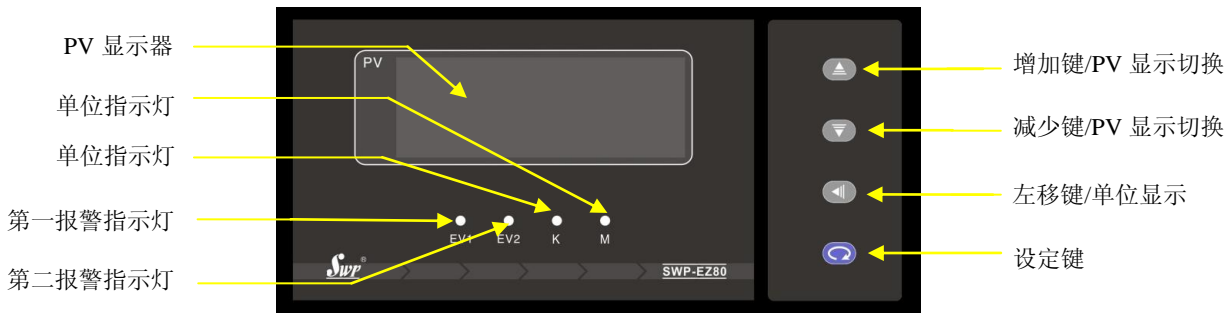 PV 显示器
单位指示灯
单位指示灯
第一报警指示灯
第二报警指示灯
PV
EV1 EV2 K M
Swp®
SWP-EZ80
增加键/PV 显示切换
减少键/PV 显示切换
左移键/单位显示
设定键